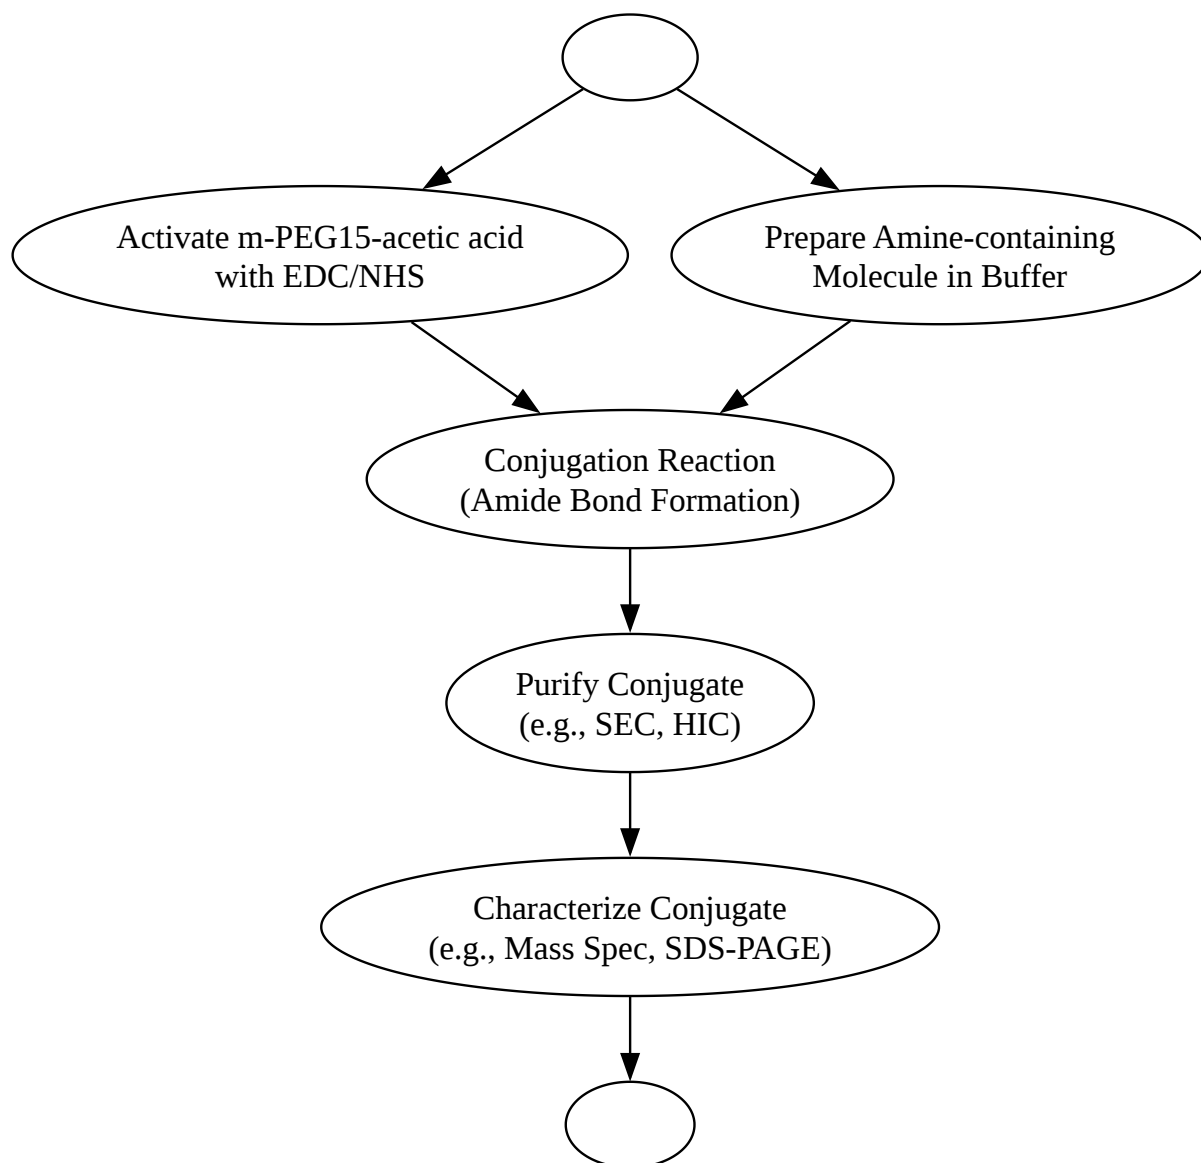 Activate m-PEG15-acetic acid
with EDC/NHS
Prepare Amine-containing
Molecule in Buffer
Conjugation Reaction
(Amide Bond Formation)
Purify Conjugate
(e.g., SEC, HIC)
Characterize Conjugate
(e.g., Mass Spec, SDS-PAGE)